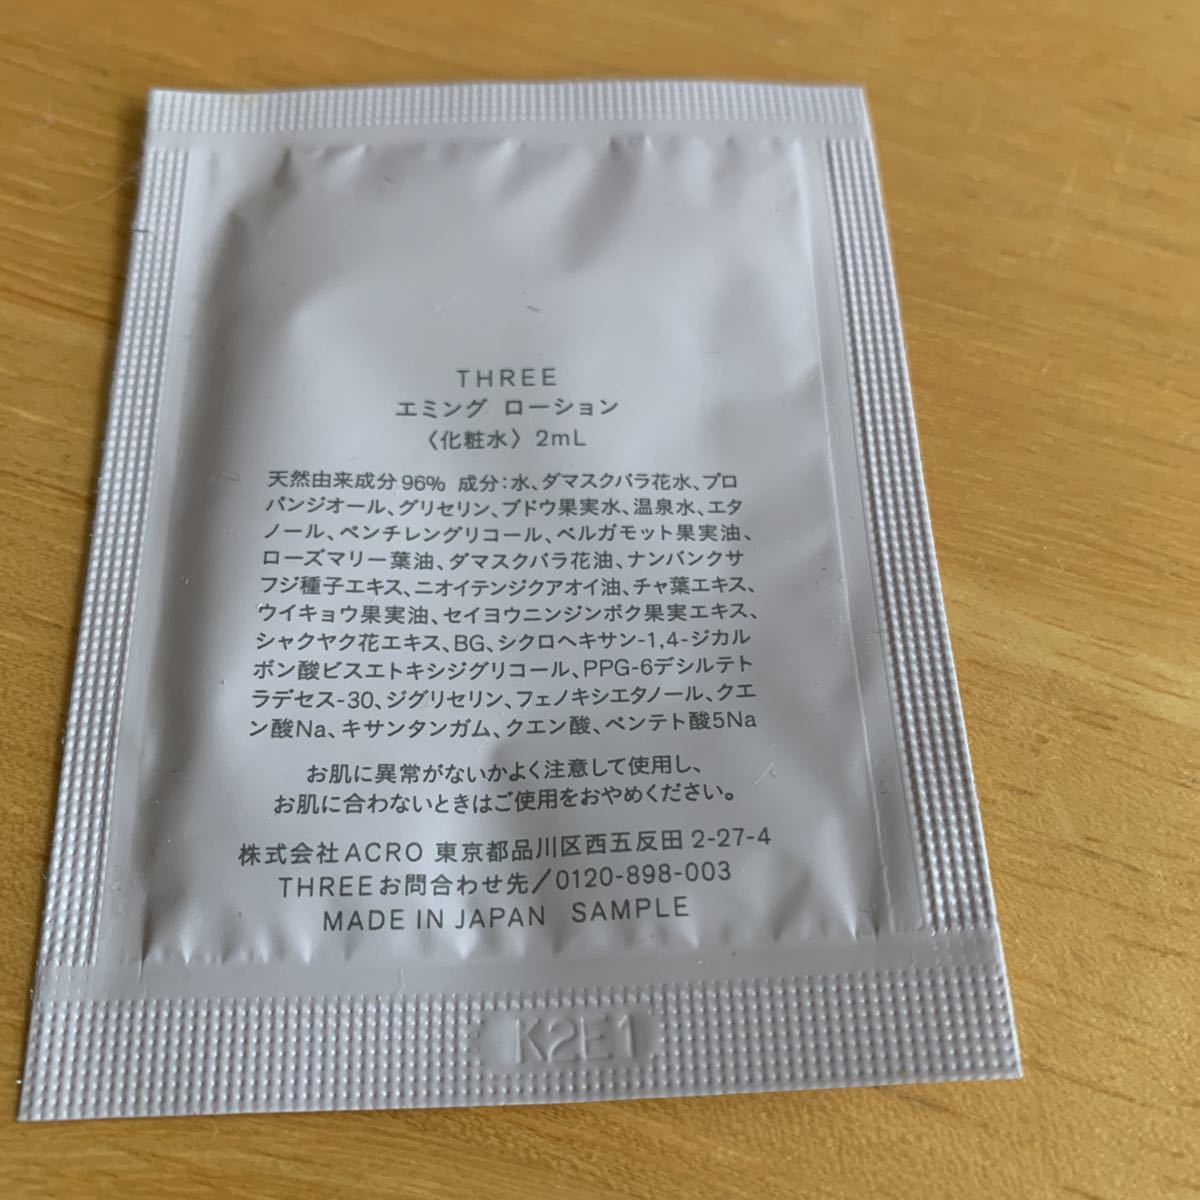 THREE
エミング ローション
〈化粧水〉2mL
天然由来成分96% 成分：水、ダマスクバラ花水、プロ
パンジオール、グリセリン、ブドウ果実水、温泉水、エタ
ノール、ペンチレングリコール、ベルガモット果実油、
ローズマリー葉油、ダマスクバラ花油、ナンバンクサ
フジ種子エキス、ニオイテンジクアオイ油、チャ葉エキス、
ウイキョウ果実油、セイヨウニンジンボク果実エキス、
シャクヤク花エキス、BG、シクロヘキサン-1,4-ジカル
ボン酸ビスエトキシジグリコール、PPG-6デシルテト
ラデセス-30、ジグリセリン、フェノキシエタノール、クエ
ン酸Na、キサンタンガム、クエン酸、ペンテト酸5Na
お肌に異常がないかよく注意して使用し、
お肌に合わないときはご使用をおやめください。
株式会社ACRO 東京都品川区西五反田 2-27-4
THREEお問合わせ先/0120-898-003
MADE IN JAPAN SAMPLE
K2E1